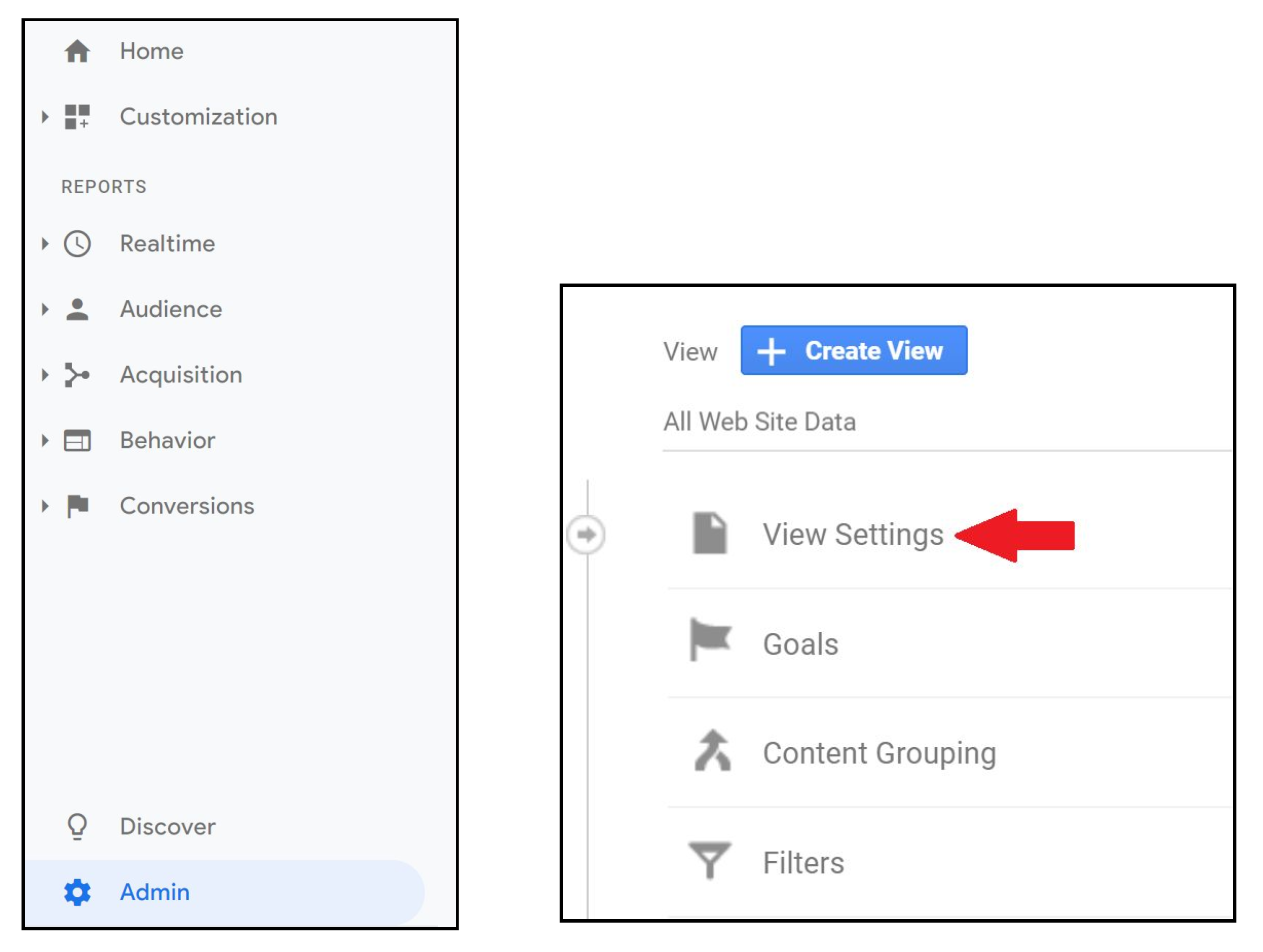 Home
Customization
REPORTS
Realtime
Audience
Acquisition
Behavior
Conversions
Discover
Admin
View
Create View
All Web Site Data
View Settings
Goals
Content Grouping
Filters